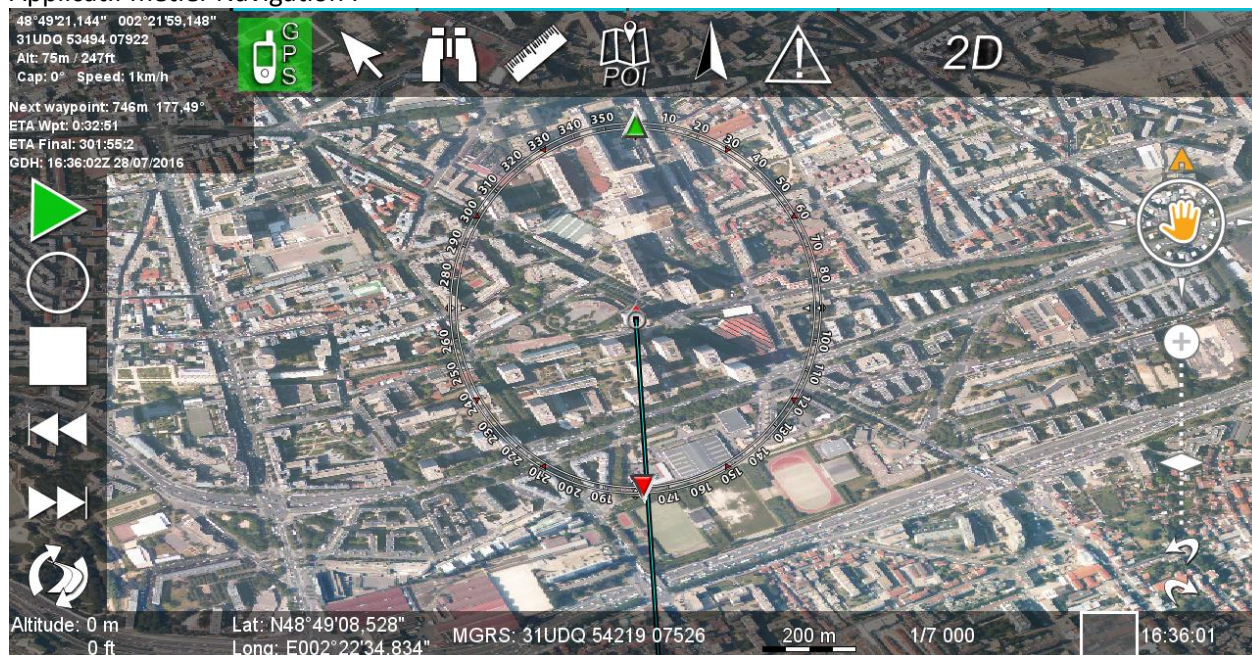 Applicatif métier Navigation :
48°49'21,144" 002°21'59,148"
31UDQ 53494 07922
Alt: 75m / 247ft
Cap: 0° Speed: 1km/h
Next waypoint: 746m 177,49°
ETA Wpt: 0:32:51
ETA Final: 301:55:2
GDH: 16:36:02Z 28/07/2016
GPS
POI
2D
350 10 20 30 40 50 60 70 80 100 110 120 130 140 150 160 170 190 200 210 220 230 240 250 260 280 290 300 310 320 330 340
Altitude: 0 m
0 ft
Lat: N48°49'08,528"
Long: E002°22'34,834"
MGRS: 31UDQ 54219 07526
200 m
1/7 000
16:36:01